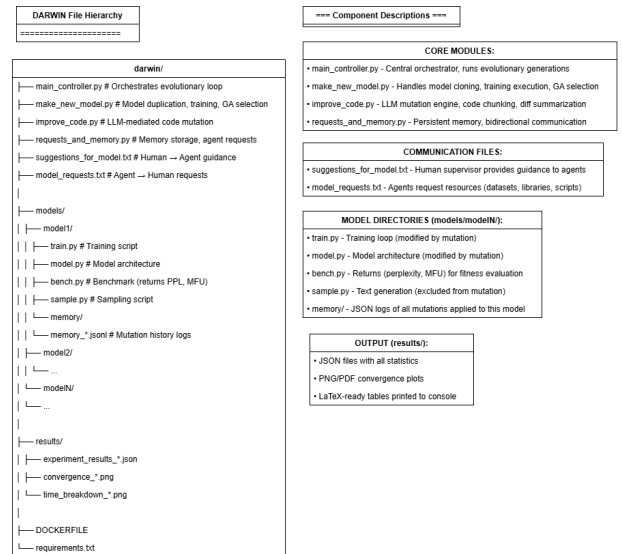 DARWIN File Hierarchy
=====================
darwin/
├── main_controller.py # Orchestrates evolutionary loop
├── make_new_model.py # Model duplication, training, GA selection
├── improve_code.py # LLM-mediated code mutation
├── requests_and_memory.py # Memory storage, agent requests
├── suggestions_for_model.txt # Human → Agent guidance
├── model_requests.txt # Agent → Human requests
│
├── models/
│ ├── model1/
│ │ ├── train.py # Training script
│ │ ├── model.py # Model architecture
│ │ ├── bench.py # Benchmark (returns PPL, MFU)
│ │ ├── sample.py # Sampling script
│ │ └── memory/
│ │ └── memory_*.jsonl # Mutation history logs
│ ├── model2/
│ │ └── ...
│ └── modelN/
│ └── ...
│
├── results/
│ ├── experiment_results_*.json
│ ├── convergence_*.png
│ └── time_breakdown_*.png
│
├── DOCKERFILE
└── requirements.txt
=== Component Descriptions ===
CORE MODULES:
• main_controller.py - Central orchestrator, runs evolutionary generations
• make_new_model.py - Handles model cloning, training execution, GA selection
• improve_code.py - LLM mutation engine, code chunking, diff summarization
• requests_and_memory.py - Persistent memory, bidirectional communication
COMMUNICATION FILES:
• suggestions_for_model.txt - Human supervisor provides guidance to agents
• model_requests.txt - Agents request resources (datasets, libraries, scripts)
MODEL DIRECTORIES (models/modelN/):
• train.py - Training loop (modified by mutation)
• model.py - Model architecture (modified by mutation)
• bench.py - Returns (perplexity, MFU) for fitness evaluation
• sample.py - Text generation (excluded from mutation)
• memory/ - JSON logs of all mutations applied to this model
OUTPUT (results/):
• JSON files with all statistics
• PNG/PDF convergence plots
• LaTeX-ready tables printed to console